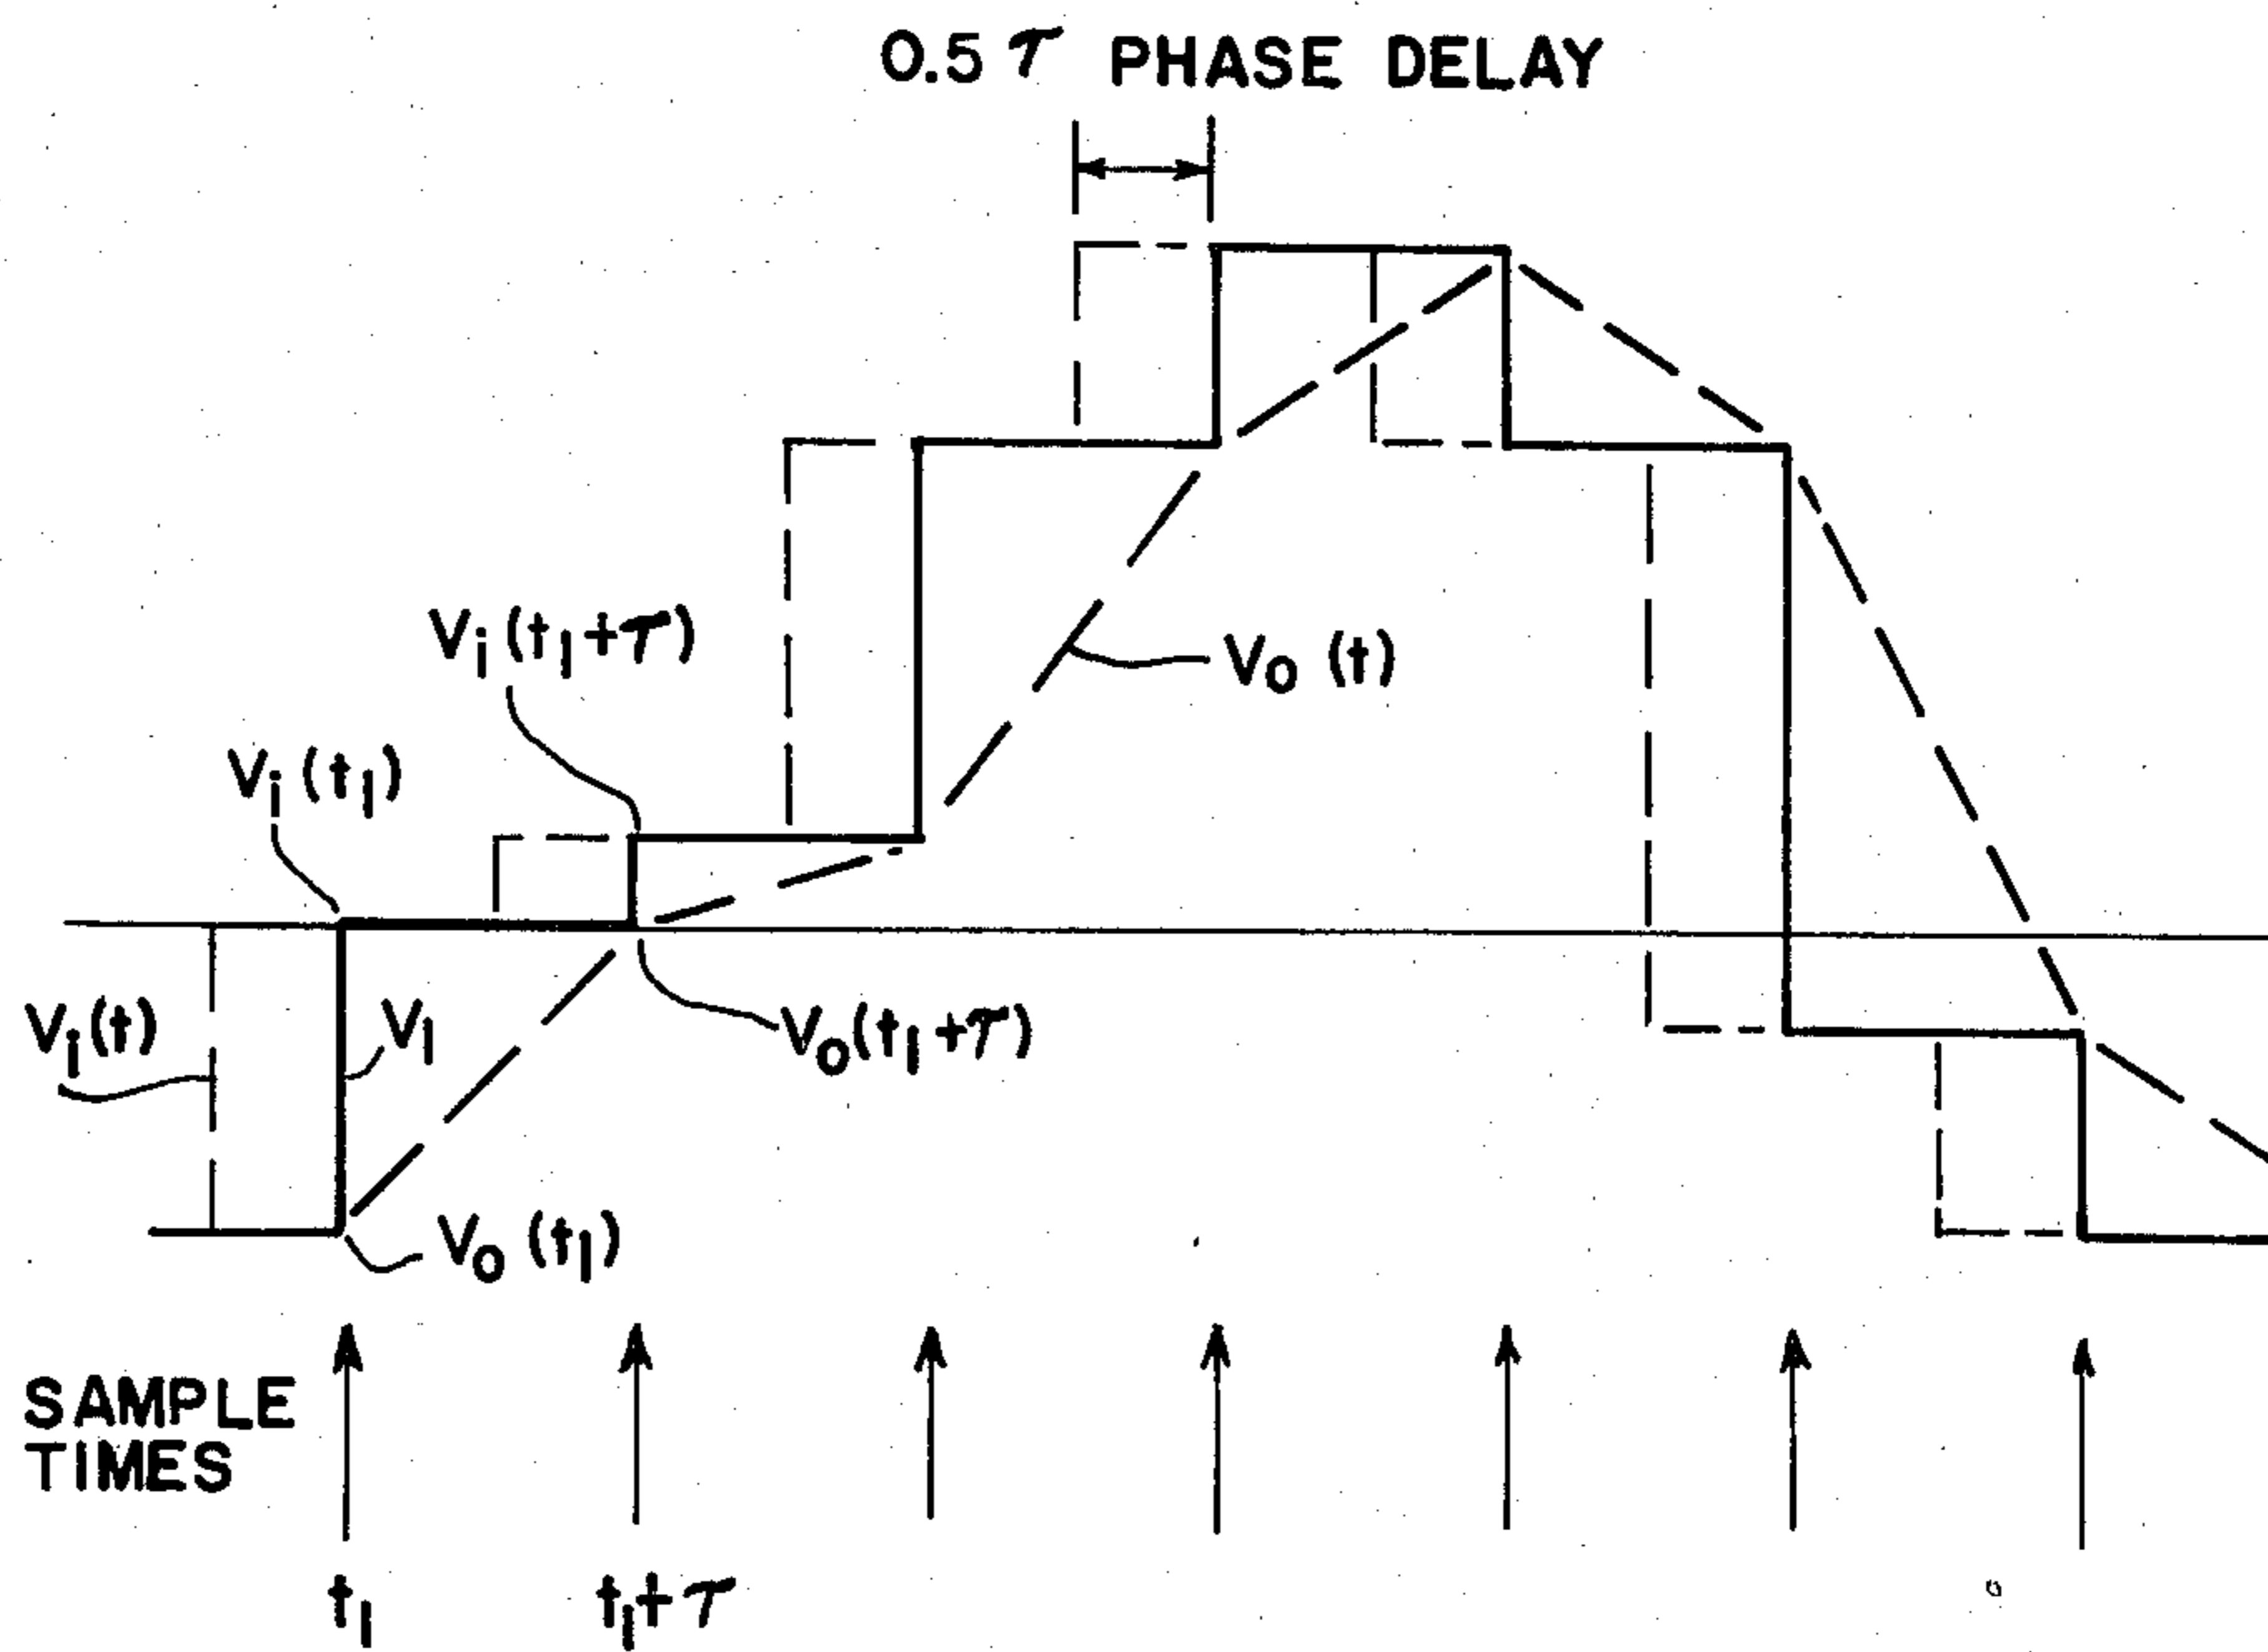 0.5 τ PHASE DELAY
Vi (t1+τ)
Vo (t)
Vi (t1)
Vi(t)
V1
Vo(t1+τ)
Vo (t1)
SAMPLE
TIMES
t1
t1+τ